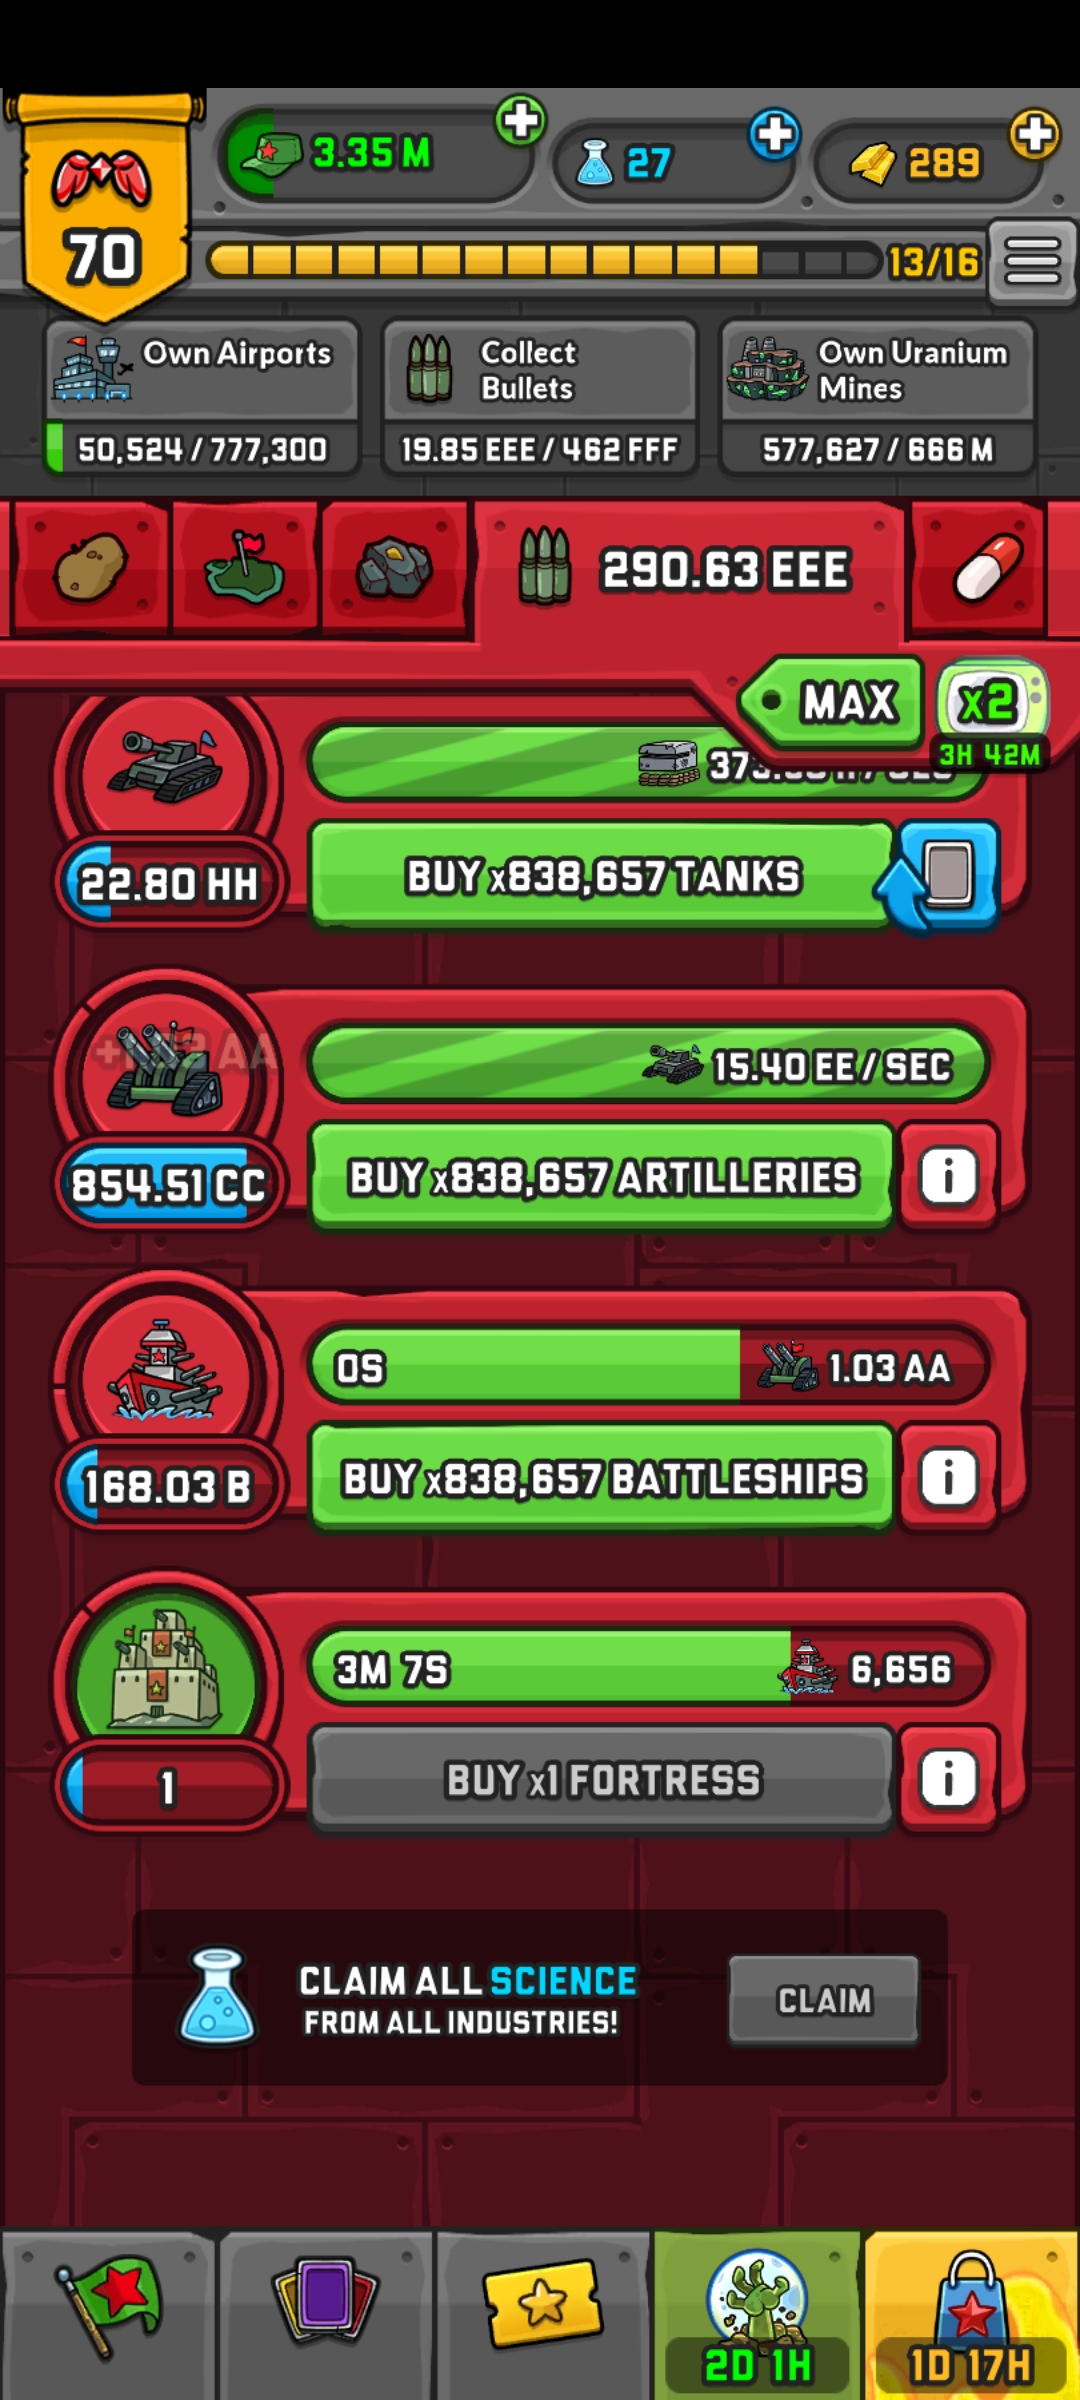 70
3.35 M
27
289
13/16
Own Airports
50,524 / 777,300
Collect
Bullets
19.85 EEE / 462 FFF
Own Uranium
Mines
577,627 / 666 M
290.63 EEE
MAX
x2
3H 42M
22.80 HH
BUY x838,657 TANKS
15.40 EE / SEC
854.51 CC
BUY x838,657 ARTILLERIES
i
0S
1.03 AA
168.03 B
BUY x838,657 BATTLESHIPS
i
3M 7S
6,656
1
BUY x1 FORTRESS
i
CLAIM ALL SCIENCE
FROM ALL INDUSTRIES!
CLAIM
2D 1H
1D 17H